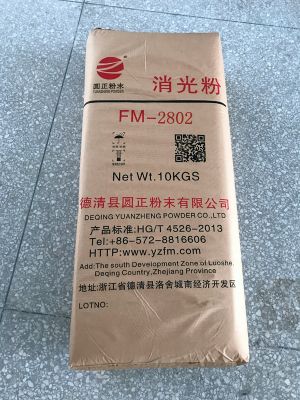 圆正粉末
YUANZHENG POWDER
消光粉
FM-2802
Net Wt.10KGS
德清县圆正粉末有限公司
DEQING YUANZHENG POWDER CO.,LTD
产品标准:HG/T 4526-2013
Tel:+86-572-8816606
HTTP:www.yzfm.com
Add:The south Development Zone of Luoshe,
Deqing Country,Zhejiang Province
地址:浙江省德清县洛舍城南经济开发区
LOTNO: